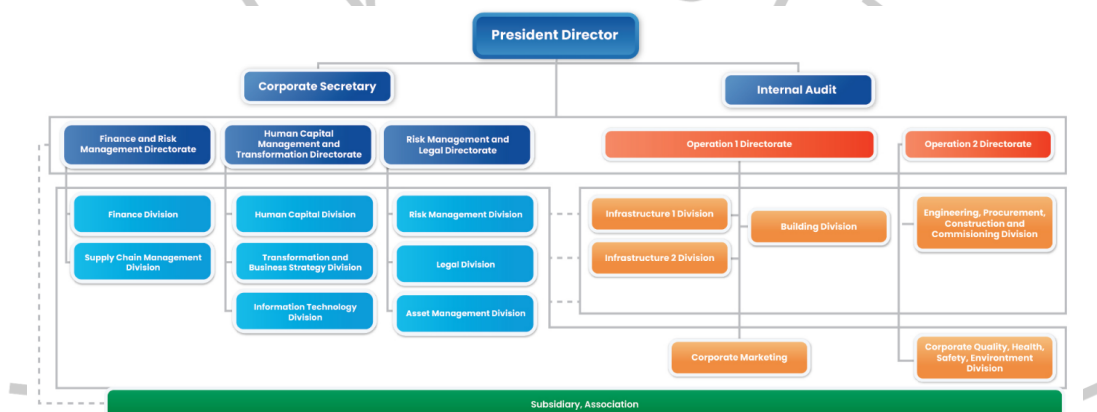 President Director
Corporate Secretary
Internal Audit
Finance and Risk
Management Directorate
Human Capital
Management and
Transformation Directorate
Risk Management and
Legal Directorate
Operation 1 Directorate
Operation 2 Directorate
Finance Division
Human Capital Division
Risk Management Division
Infrastructure 1 Division
Building Division
Engineering, Procurement,
Construction and
Commisioning Division
Supply Chain Management
Division
Transformation and
Business Strategy Division
Legal Division
Infrastructure 2 Division
Information Technology
Division
Asset Management Division
Corporate Marketing
Corporate Quality, Health,
Safety, Environtment
Division
Subsidiary, Association